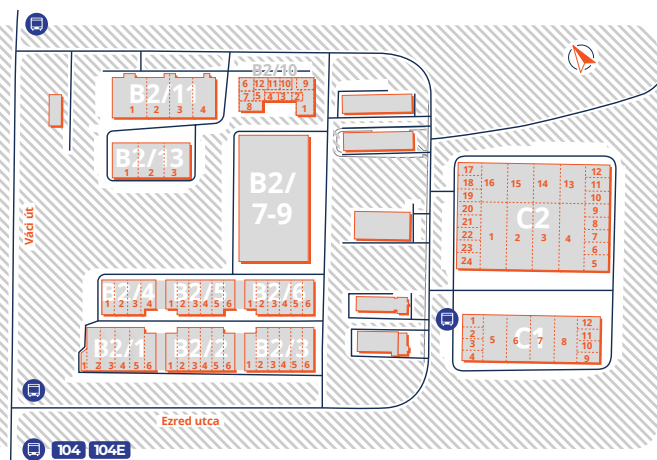 B2/10
6 12 11 10 9
7 5 4 3 2
8 1
B2/11
1 2 3 4
B2/13
1 2 3
B2/
7-9
Váci út
17 12
18 16 15 14 13 11
19 10
20 9
C2
21 8
22 1 2 3 4 7
23 6
24 5
B2/4 B2/5 B2/6
1 2 3 4 1 2 3 4 5 6 1 2 3 4 5 6
B2/1 B2/2 B2/3
1 2 3 4 5 6 1 2 3 4 5 6 1 2 3 4 5 6
1 12
C1
2 5 6 7 8 11
3 10
4 9
Ezred utca
104 104E